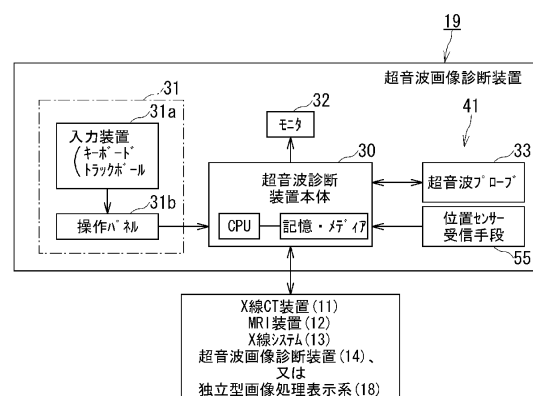 19
超音波画像診断装置
31
31a
入力装置
キーボード
トラックボール
31b
操作パネル
32
モニタ
30
超音波診断
装置本体
CPU
記憶・メディア
41
33
超音波プローブ
位置センサー
受信手段
55
X線CT装置(11)
MRI装置(12)
X線システム(13)
超音波画像診断装置(14)、
又は
独立型画像処理表示系(18)